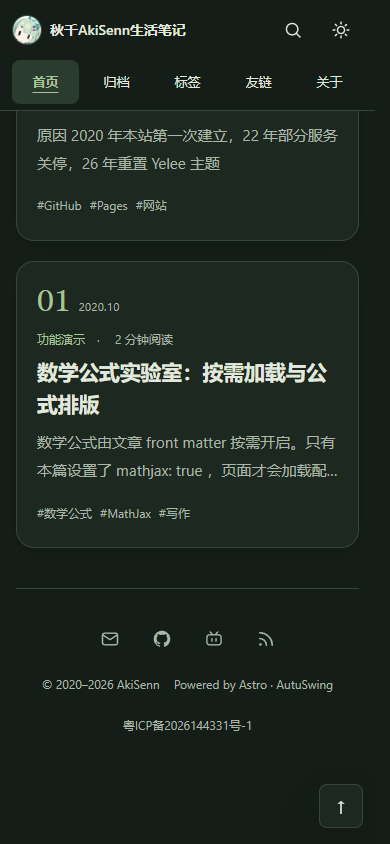 秋千AkiSenn生活笔记
首页 归档 标签 友链 关于
原因 2020 年本站第一次建立，22 年部分服务
关停，26 年重置 Yelee 主题
#GitHub #Pages #网站
01 2020.10
功能演示 · 2 分钟阅读
数学公式实验室：按需加载与公
式排版
数学公式由文章 front matter 按需开启。只有
本篇设置了 mathjax: true ，页面才会加载配...
#数学公式 #MathJax #写作
© 2020–2026 AkiSenn Powered by Astro · AutuSwing
粤ICP备2026144331号-1
↑